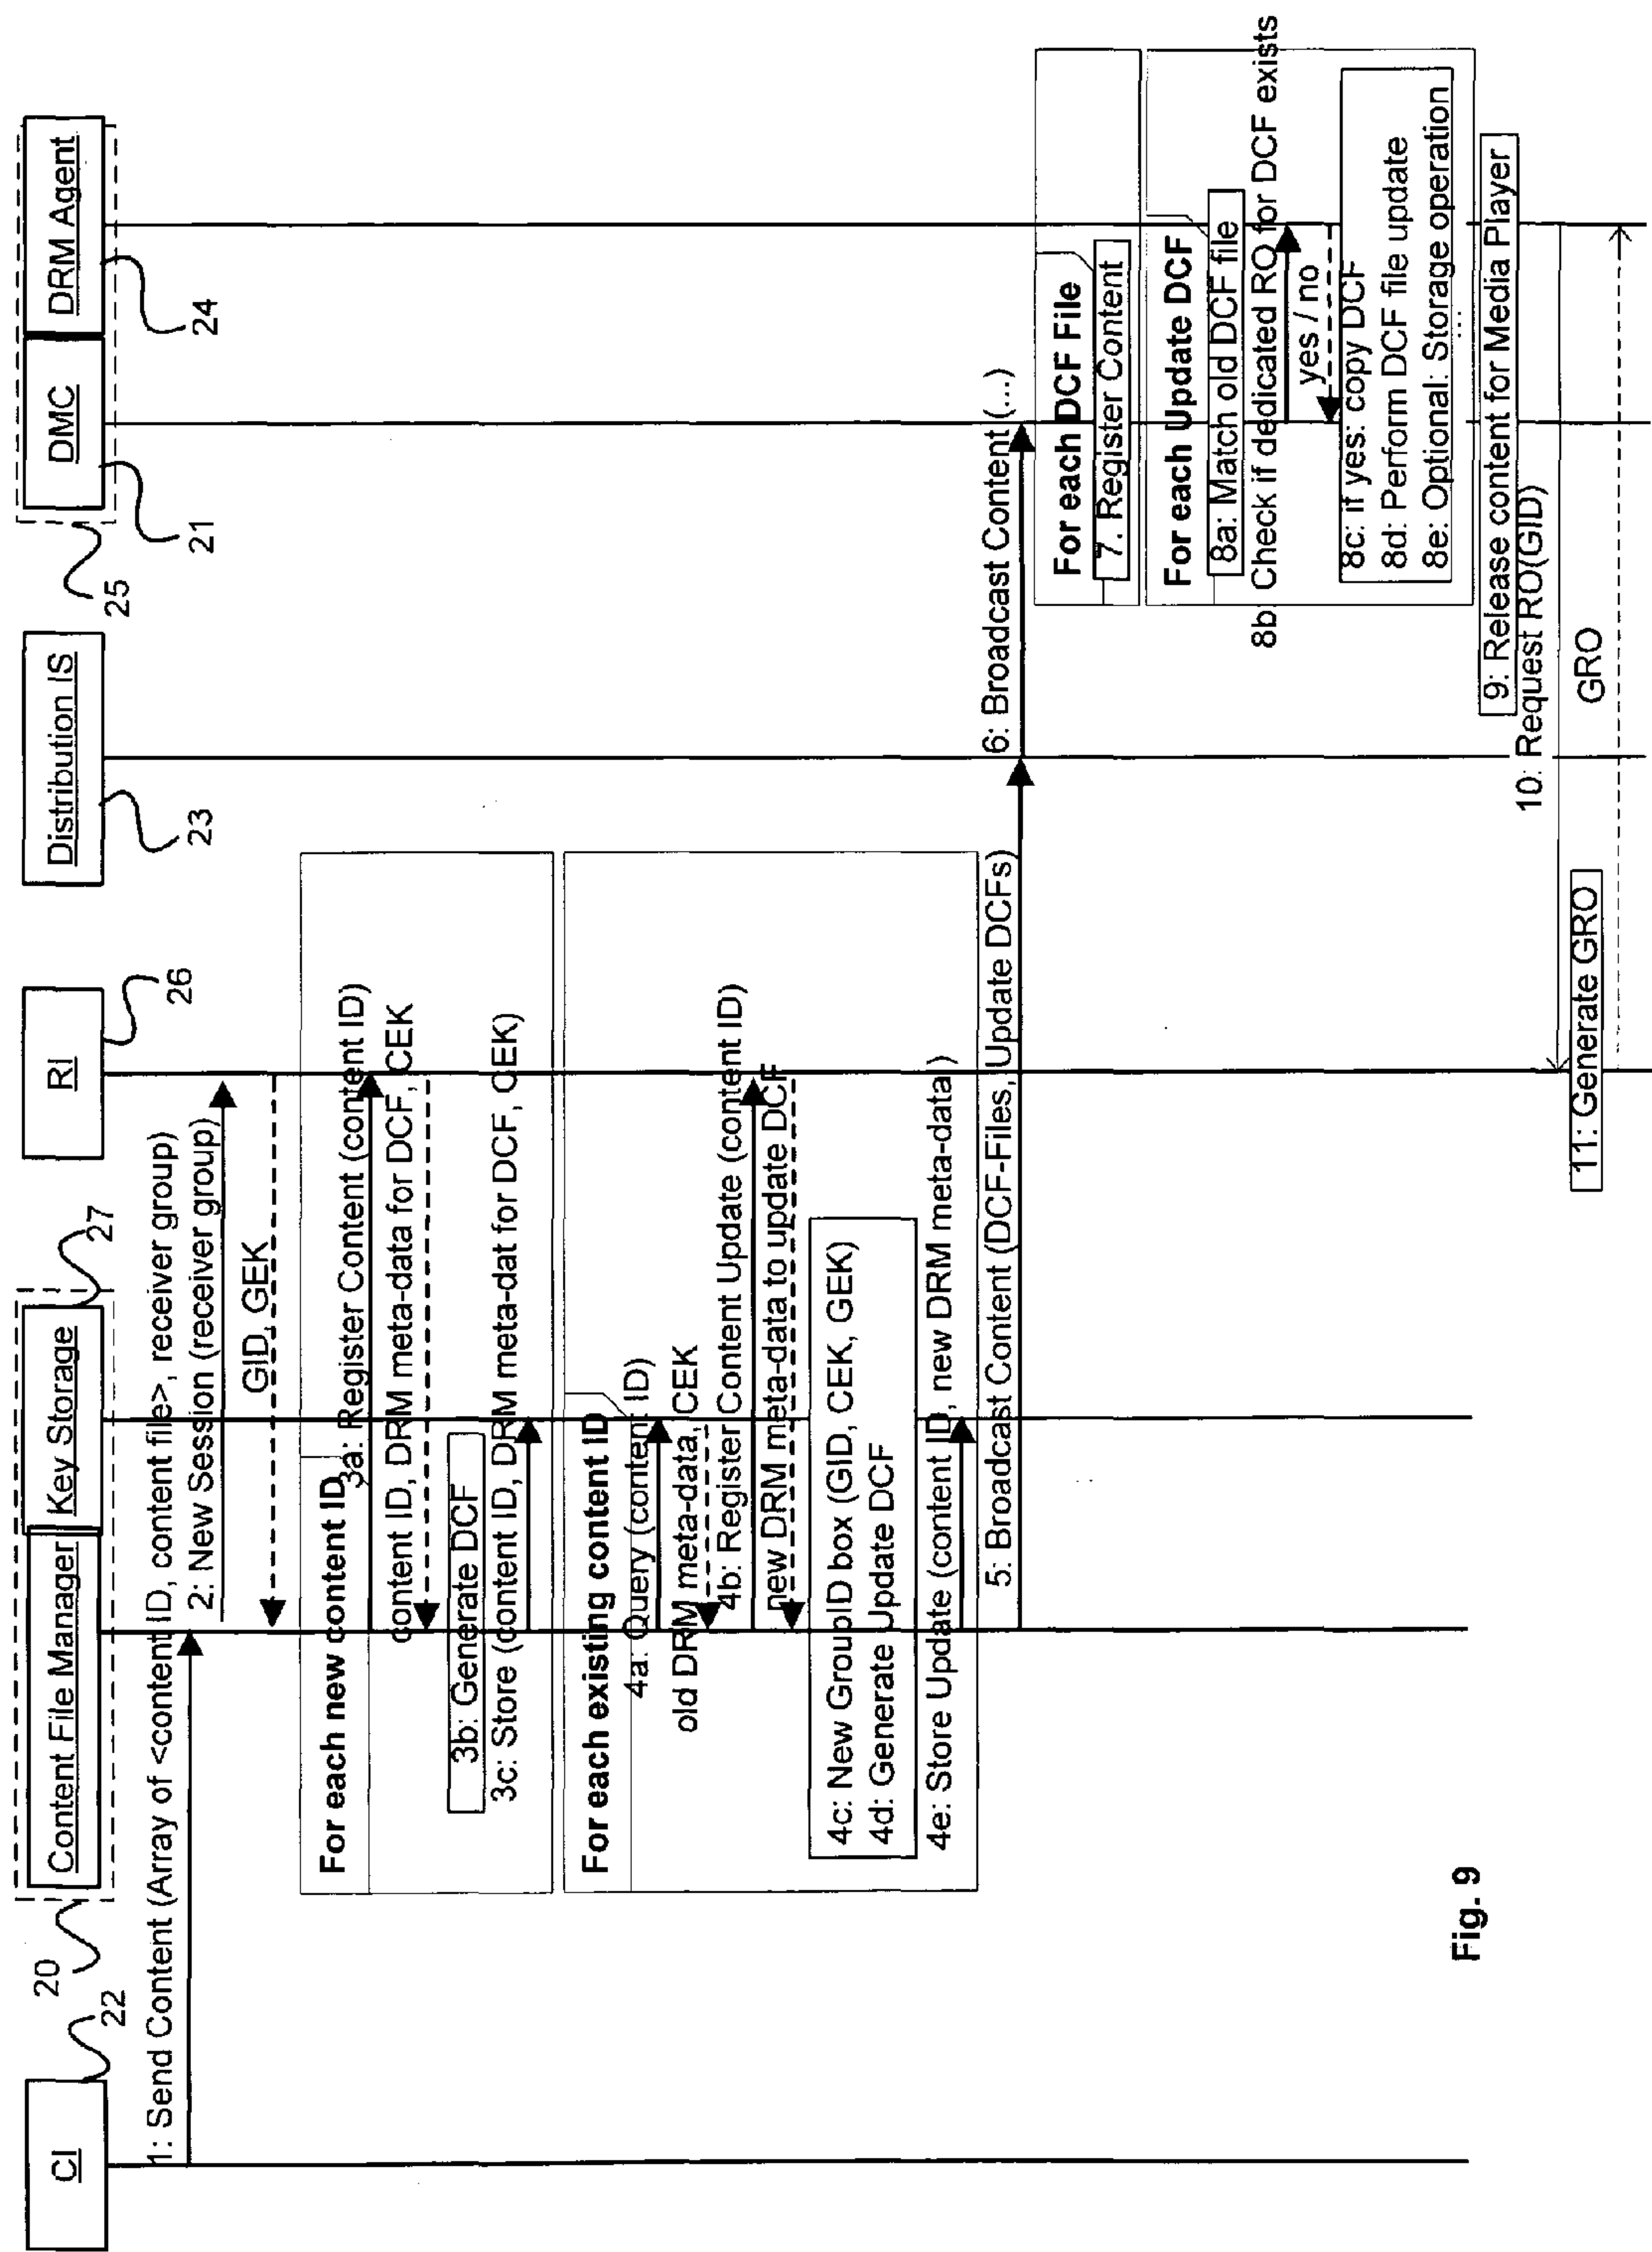 CI
22
20
Content File Manager
Key Storage
27
RI
26
Distribution IS
23
25
DMC
21
DRM Agent
24
1: Send Content (Array of <content ID, content file>, receiver group)
2: New Session (receiver group)
GID, GEK
For each new content ID
3a: Register Content (content ID)
content ID, DRM meta-data for DCF, CEK
3b: Generate DCF
3c: Store (content ID, DRM meta-dat for DCF, CEK)
For each existing content ID
4a: Query (content ID)
old DRM meta-data, CEK
4b: Register Content Update (content ID)
new DRM meta-data to update DCF
4c: New GroupID box (GID, CEK, GEK)
4d: Generate Update DCF
4e: Store Update (content ID, new DRM meta-data)
5: Broadcast Content (DCF-Files, Update DCFs)
6: Broadcast Content (...)
For each DCF File
7: Register Content
For each Update DCF
8a: Match old DCF file
8b: Check if dedicated RO for DCF exists
yes / no
8c: if yes: copy DCF
8d: Perform DCF file update
8e: Optional: Storage operation
...
9: Release content for Media Player
10: Request RO(GID)
11: Generate GRO
GRO
Fig. 9